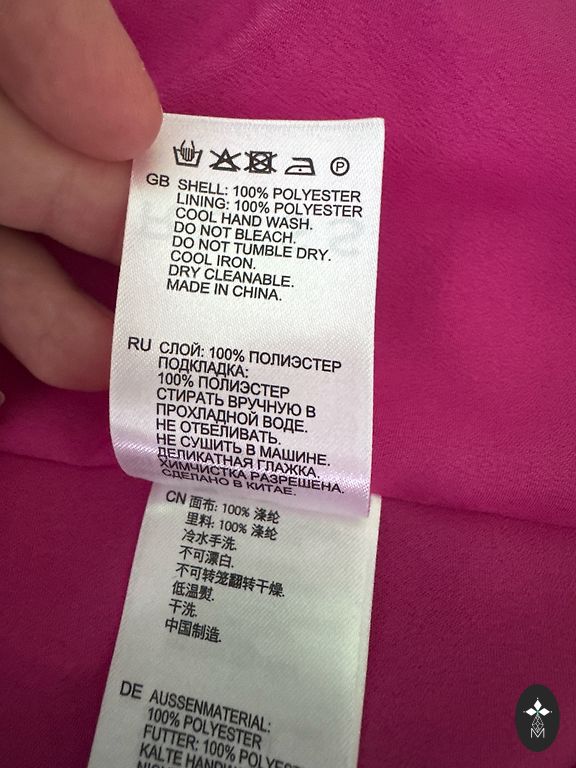 P
GB SHELL: 100% POLYESTER
LINING: 100% POLYESTER
COOL HAND WASH.
DO NOT BLEACH.
DO NOT TUMBLE DRY.
COOL IRON.
DRY CLEANABLE.
MADE IN CHINA.
RU СЛОЙ: 100% ПОЛИЭСТЕР
ПОДКЛАДКА:
100% ПОЛИЭСТЕР
СТИРАТЬ ВРУЧНУЮ В
ПРОХЛАДНОЙ ВОДЕ.
НЕ ОТБЕЛИВАТЬ.
НЕ СУШИТЬ В МАШИНЕ.
ДЕЛИКАТНАЯ ГЛАЖКА.
ХИМЧИСТКА РАЗРЕШЕНА.
СДЕЛАНО В КИТАЕ.
CN 面布: 100% 涤纶
里料: 100% 涤纶
冷水手洗.
不可漂白.
不可转笼翻转干燥.
低温熨.
干洗.
中国制造.
DE AUSSENMATERIAL:
100% POLYESTER
FUTTER: 100% POLYES
KALTE HANDW
M